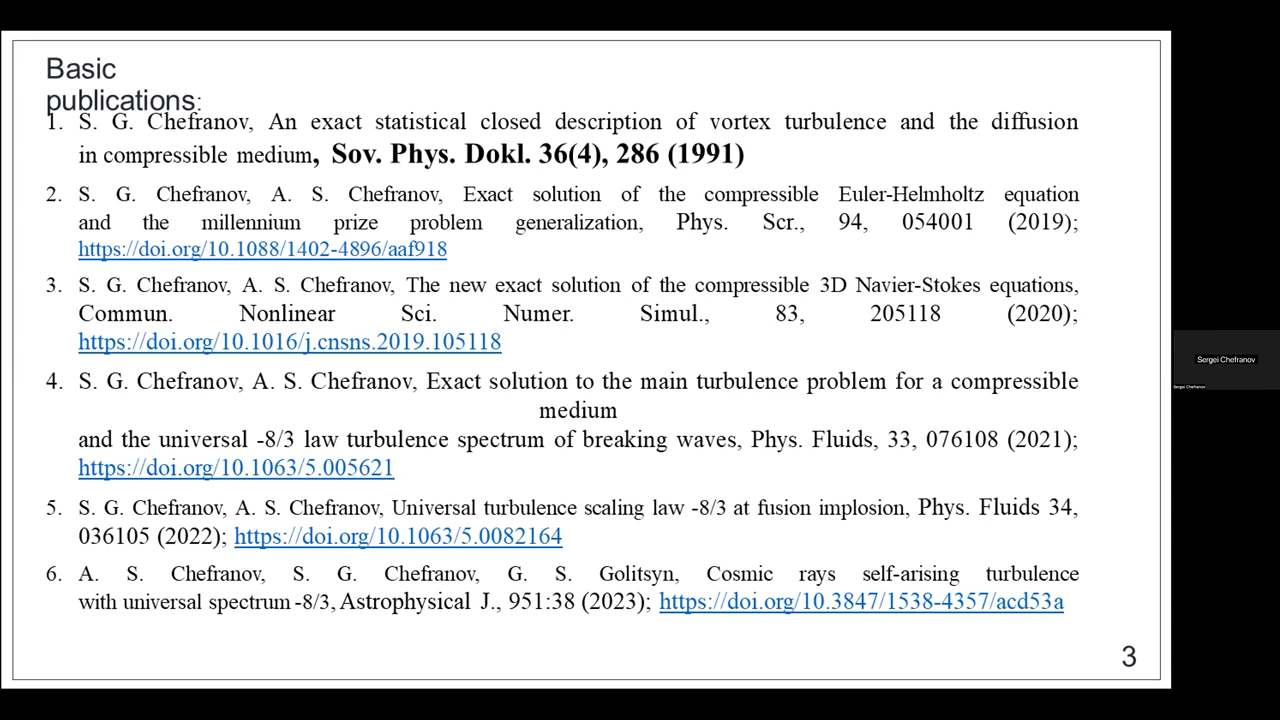 Basic
publications:
1. S. G. Chefranov, An exact statistical closed description of vortex turbulence and the diffusion
in compressible medium, Sov. Phys. Dokl. 36(4), 286 (1991)
2. S. G. Chefranov, A. S. Chefranov, Exact solution of the compressible Euler-Helmholtz equation
and the millennium prize problem generalization, Phys. Scr., 94, 054001 (2019);
https://doi.org/10.1088/1402-4896/aaf918
3. S. G. Chefranov, A. S. Chefranov, The new exact solution of the compressible 3D Navier-Stokes equations,
Commun. Nonlinear Sci. Numer. Simul., 83, 205118 (2020);
https://doi.org/10.1016/j.cnsns.2019.105118
4. S. G. Chefranov, A. S. Chefranov, Exact solution to the main turbulence problem for a compressible
medium
and the universal -8/3 law turbulence spectrum of breaking waves, Phys. Fluids, 33, 076108 (2021);
https://doi.org/10.1063/5.005621
5. S. G. Chefranov, A. S. Chefranov, Universal turbulence scaling law -8/3 at fusion implosion, Phys. Fluids 34,
036105 (2022); https://doi.org/10.1063/5.0082164
6. A. S. Chefranov, S. G. Chefranov, G. S. Golitsyn, Cosmic rays self-arising turbulence
with universal spectrum -8/3, Astrophysical J., 951:38 (2023); https://doi.org/10.3847/1538-4357/acd53a
3
Sergei Chefranov
Sergei Chefranov